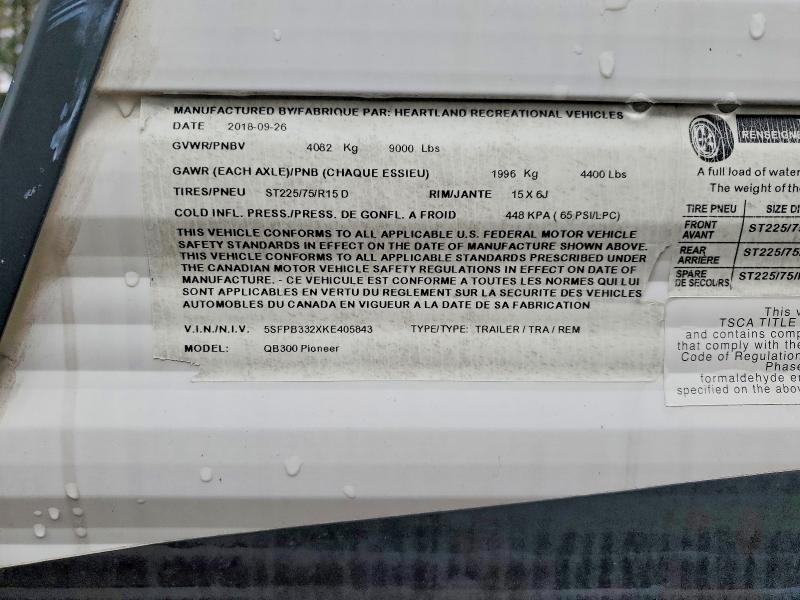 MANUFACTURED BY/FABRIQUE PAR: HEARTLAND RECREATIONAL VEHICLES
DATE 2018-09-26
GVWR/PNBV 4082 Kg 9000 Lbs
GAWR (EACH AXLE)/PNB (CHAQUE ESSIEU) 1996 Kg 4400 Lbs
TIRES/PNEU ST225/75/R15 D RIM/JANTE 15 X 6J
COLD INFL. PRESS./PRESS. DE GONFL. A FROID 448 KPA ( 65 PSI/LPC)
THIS VEHICLE CONFORMS TO ALL APPLICABLE U.S. FEDERAL MOTOR VEHICLE
SAFETY STANDARDS IN EFFECT ON THE DATE OF MANUFACTURE SHOWN ABOVE.
THIS VEHICLE CONFORMS TO ALL APPLICABLE STANDARDS PRESCRIBED UNDER
THE CANADIAN MOTOR VEHICLE SAFETY REGULATIONS IN EFFECT ON DATE OF
MANUFACTURE. - CE VEHICULE EST CONFORME A TOUTES LES NORMES QUI LUI
SONT APPLICABLES EN VERTU DU REGLEMENT SUR LA SECURITE DES VEHICLES
AUTOMOBILES DU CANADA EN VIGUEUR A LA DATE DE SA FABRICATION
V.I.N./N.I.V. 5SFPB332XKE405843 TYPE/TYPE: TRAILER / TRA / REM
MODEL: QB300 Pioneer
RENSEIGNE
A full load of water
The weight of the
TIRE PNEU SIZE DI
FRONT AVANT ST225/75
REAR ARRIÈRE ST225/75
SPARE DE SECOURS ST225/75/
This v
TSCA TITLE
and contains comp
that comply with the
Code of Regulation
Phase
formaldehyde em
specified on the abov